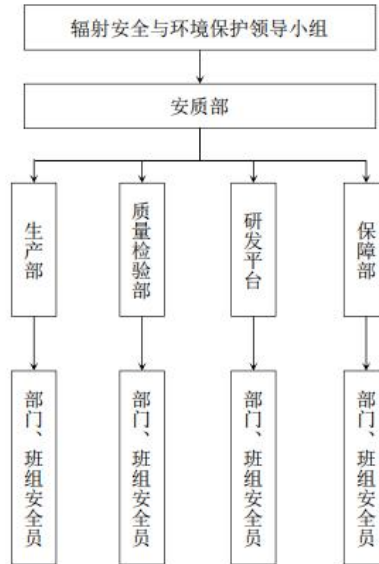 辐射安全与环境保护领导小组
安质部
生产部
质量检验部
研发平台
保障部
部门、班组安全员
部门、班组安全员
部门、班组安全员
部门、班组安全员